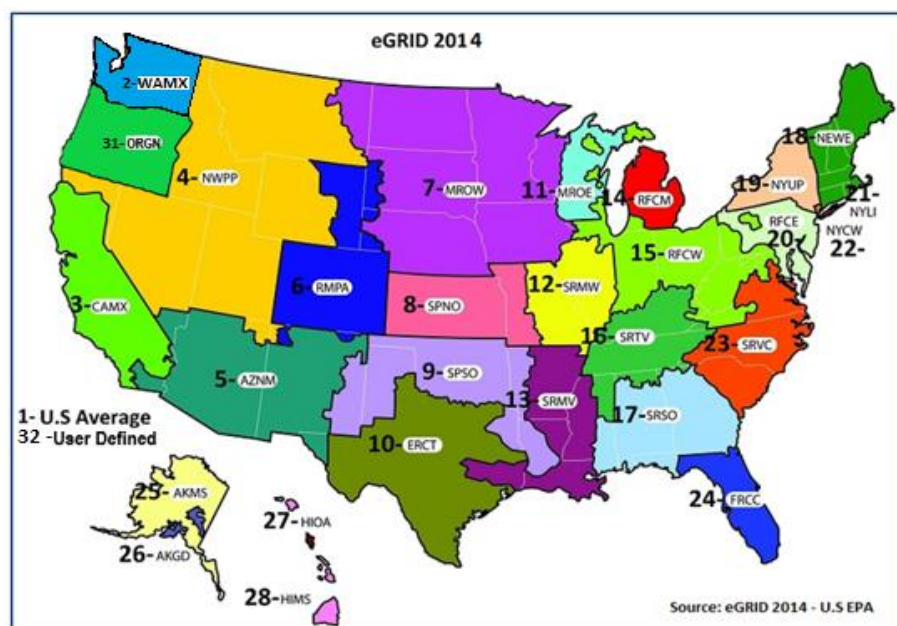 eGRID 2014
2-WAMX
31-ORGN
4- NWPP
3- CAMX
7- MROW
11- MROE
14- RFCM
18- NEWE
19- NYUP
21-
NYLI
RFCE
20-
NYCW
22-
15- RFCW
6- RMPA
8- SPNO
12- SRMW
16- SRTV
23- SRVC
5- AZNM
9- SPSO
13- SRMV
17- SRSO
10- ERCT
1- U.S Average
32 -User Defined
24- FRCC
25- AKMS
26- AKGD
27- HIOA
28- HIMS
Source: eGRID 2014 - U.S EPA